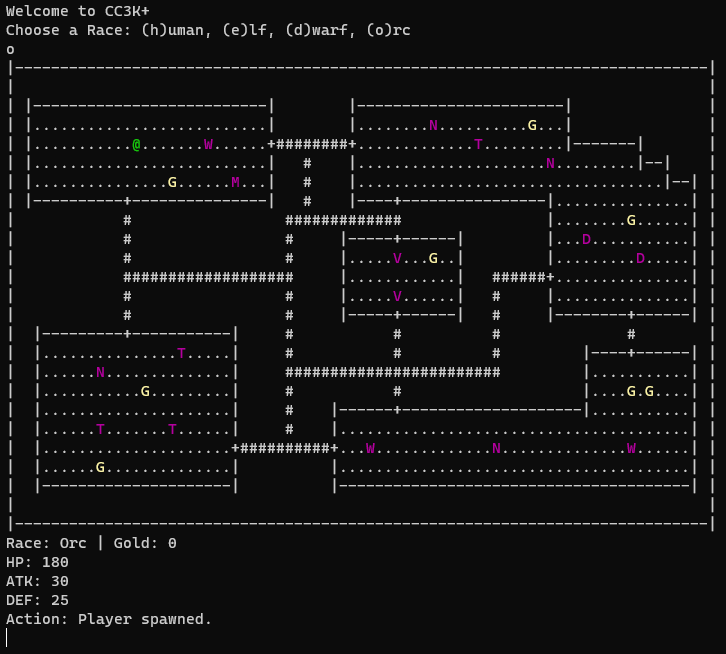 Welcome to CC3K+
Choose a Race: (h)uman, (e)lf, (d)warf, (o)rc
o
|-----------------------------------------------------------------------------|
|                                                                             |
| |--------------------------|        |-----------------------|               |
| |..........................|        |........N..........G...|               |
| |...........@.......W......+########+.............T.........|-------|       |
| |..........................|   #    |.....................N.........|--|    |
| |...............G......M...|   #    |..................................|--| |
| |----------+---------------|   #    |----+----------------|...............| |
|            #                 #############                |........G......| |
|            #                 #     |-----+------|         |...D...........| |
|            #                 #     |.....V...G..|         |.........D.....| |
|            ###################     |............|   ######+...............| |
|            #                 #     |.....V......|   #     |...............| |
|            #                 #     |-----+------|   #     |--------+------| |
|  |---------+-----------|     #           #          #              #        |
|  |...............T.....|     #           #          #         |----+------| |
|  |......N..............|     ########################         |...........| |
|  |...........G.........|     #           #                    |....G.G....| |
|  |.....................|     #    |------+--------------------|...........| |
|  |......T.......T......|     #    |.......................................| |
|  |.....................+##########+...W.............N..............W......| |
|  |......G..............|          |.......................................| |
|  |---------------------|          |---------------------------------------| |
|                                                                             |
|-----------------------------------------------------------------------------|
Race: Orc | Gold: 0
HP: 180
ATK: 30
DEF: 25
Action: Player spawned.